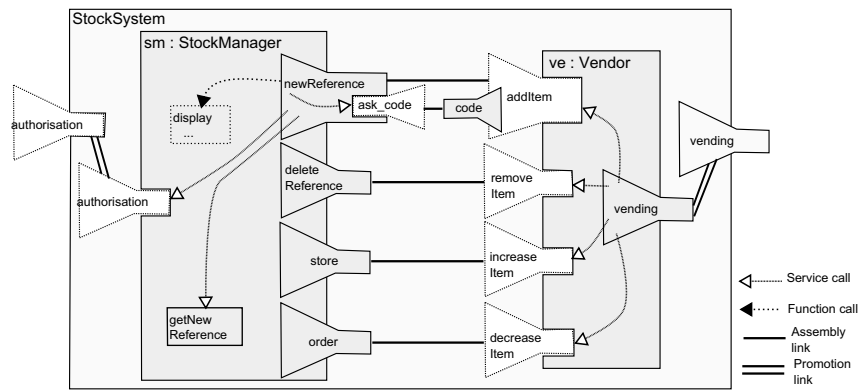 StockSystem
sm : StockManager
ve : Vendor
newReference
ask_code
code
addItem
display
...
authorisation
vending
delete
Reference
remove
Item
authorisation
vending
store
increase
Item
getNew
Reference
order
decrease
Item
Service call
Function call
Assembly
link
Promotion
link